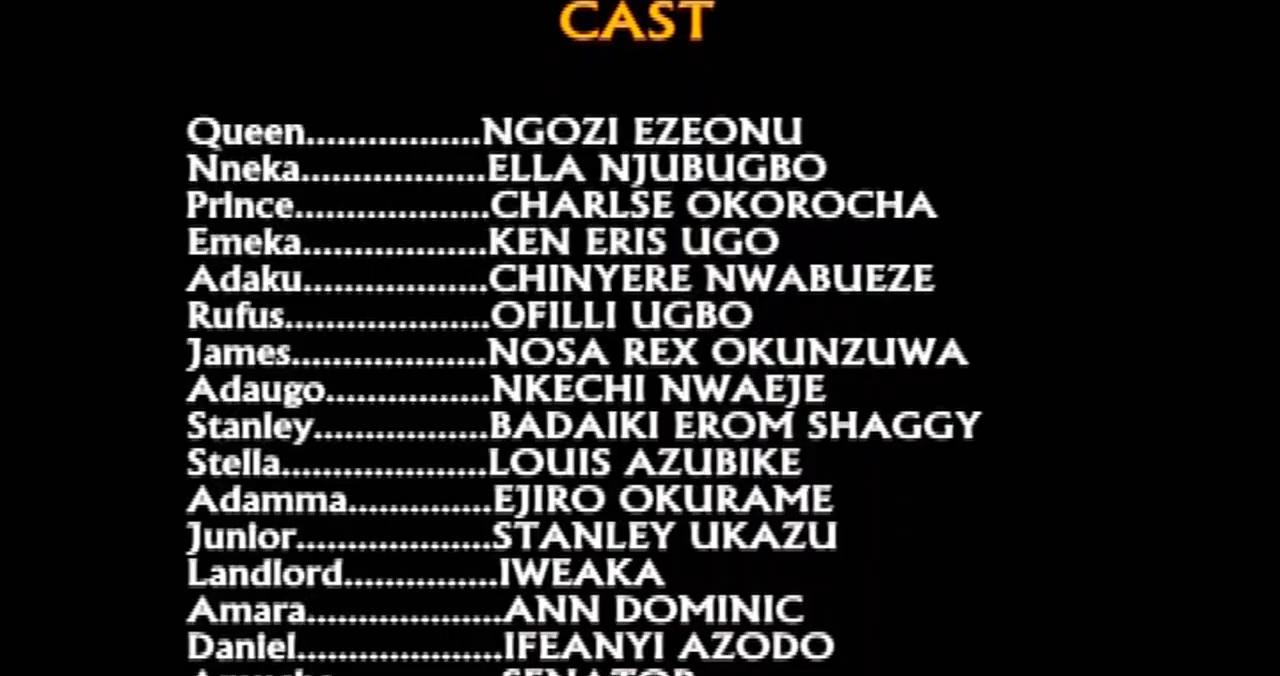 CAST
Queen.................NGOZI EZEONU
Nneka..................ELLA NJUBUGBO
Prince...................CHARLSE OKOROCHA
Emeka..................KEN ERIS UGO
Adaku..................CHINYERE NWABUEZE
Rufus....................OFILLI UGBO
James...................NOSA REX OKUNZUWA
Adaugo................NKECHI NWAEJE
Stanley.................BADAIKI EROM SHAGGY
Stella....................LOUIS AZUBIKE
Adamma..............EJIRO OKURAME
Junior...................STANLEY UKAZU
Landlord...............IWEAKA
Amara...................ANN DOMINIC
Daniel....................IFEANYI AZODO
SENATOR